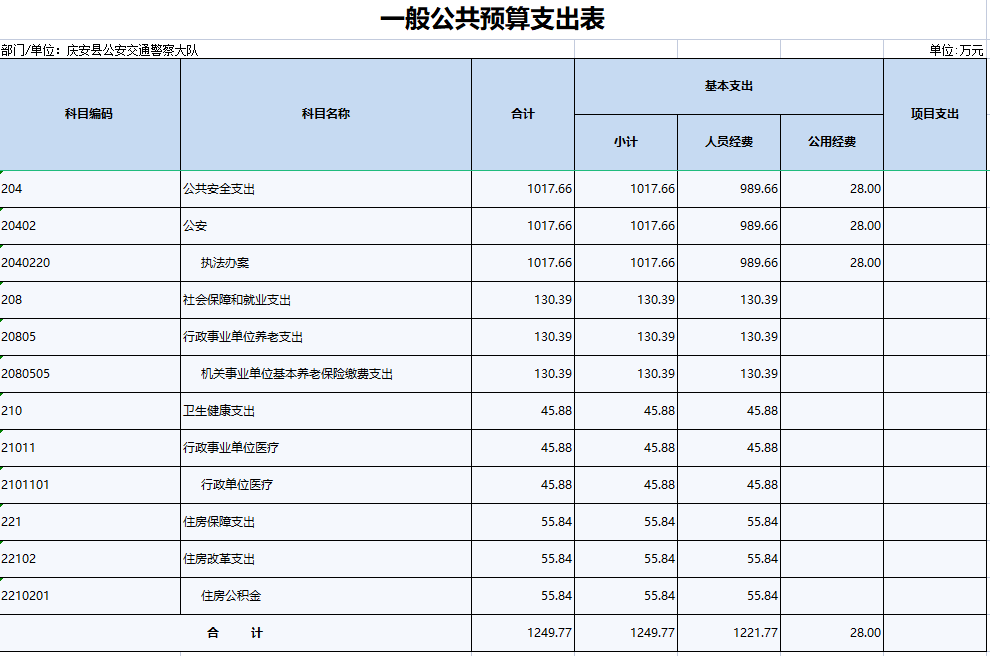 一般公共预算支出表
部门/单位：庆安县公安交通警察大队 单位:万元
科目编码 科目名称 合计 基本支出 项目支出
小计 人员经费 公用经费
204 公共安全支出 1017.66 1017.66 989.66 28.00
20402 公安 1017.66 1017.66 989.66 28.00
2040220 执法办案 1017.66 1017.66 989.66 28.00
208 社会保障和就业支出 130.39 130.39 130.39
20805 行政事业单位养老支出 130.39 130.39 130.39
2080505 机关事业单位基本养老保险缴费支出 130.39 130.39 130.39
210 卫生健康支出 45.88 45.88 45.88
21011 行政事业单位医疗 45.88 45.88 45.88
2101101 行政单位医疗 45.88 45.88 45.88
221 住房保障支出 55.84 55.84 55.84
22102 住房改革支出 55.84 55.84 55.84
2210201 住房公积金 55.84 55.84 55.84
合 计 1249.77 1249.77 1221.77 28.00